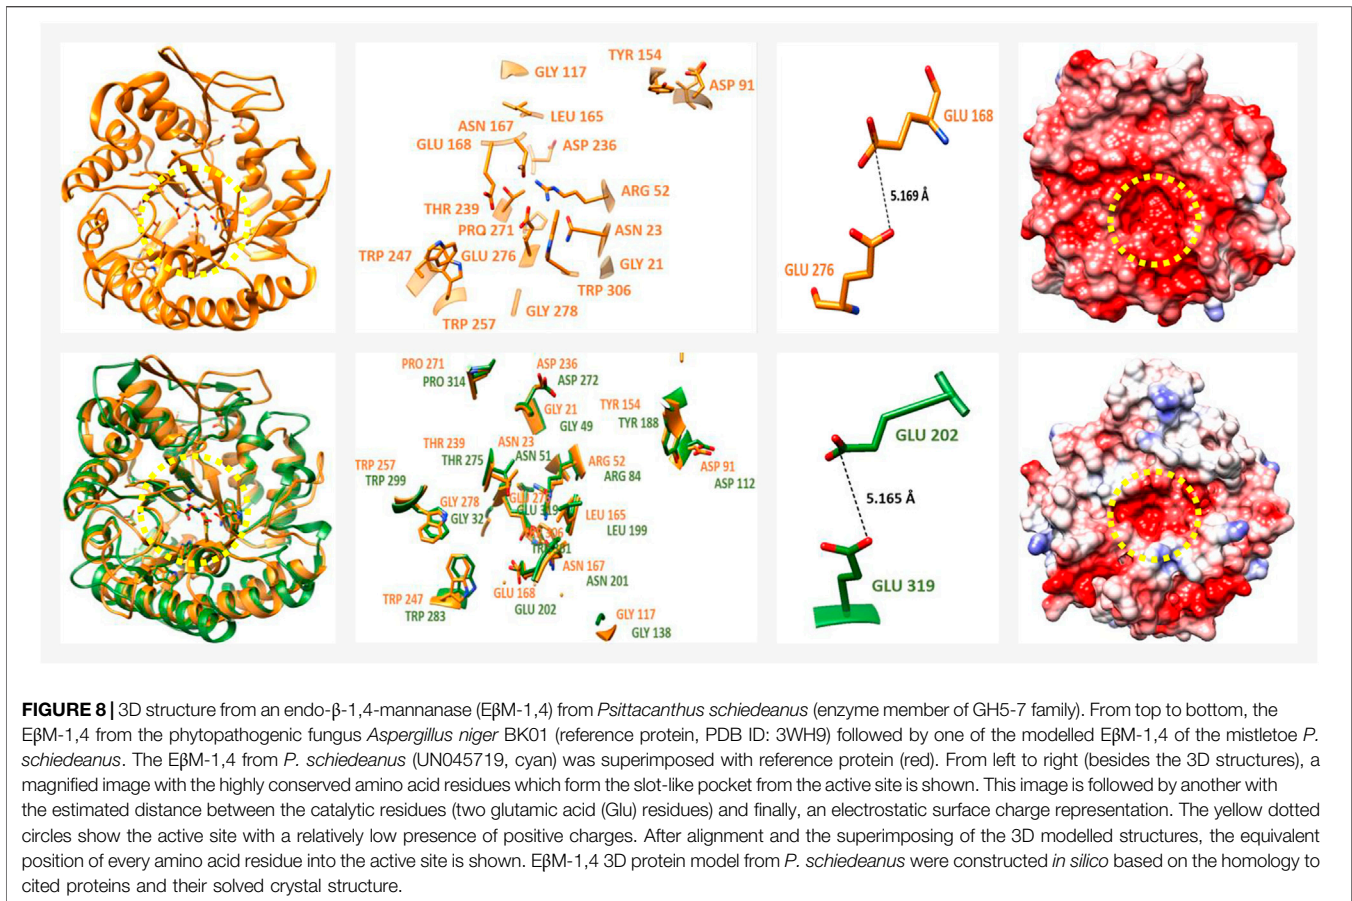 TYR 154
GLY 117
ASP 91
LEU 165
ASN 167
GLU 168
ASP 236
ARG 52
THR 239
PRO 271
ASN 23
TRP 247
GLU 276
GLY 21
TRP 306
GLY 278
TRP 257
GLU 168
5.169 Å
GLU 276
PRO 271
PRO 314
ASP 236
ASP 272
GLY 21
GLY 49
TYR 154
TYR 188
THR 239
THR 275
ASN 23
ASN 51
ARG 52
ARG 84
ASP 91
ASP 112
TRP 257
TRP 299
GLY 278
GLY 32
GLU 27
GLU 319
LEU 165
LEU 199
306
ASN 167
ASN 201
GLU 168
GLU 202
TRP 247
TRP 283
GLY 117
GLY 138
GLU 202
5.165 Å
GLU 319
FIGURE 8 | 3D structure from an endo-β-1,4-mannanase (EβM-1,4) from Psittacanthus schiedeanus (enzyme member of GH5-7 family). From top to bottom, the
EβM-1,4 from the phytopathogenic fungus Aspergillus niger BK01 (reference protein, PDB ID: 3WH9) followed by one of the modelled EβM-1,4 of the mistletoe P.
schiedeanus. The EβM-1,4 from P. schiedeanus (UN045719, cyan) was superimposed with reference protein (red). From left to right (besides the 3D structures), a
magnified image with the highly conserved amino acid residues which form the slot-like pocket from the active site is shown. This image is followed by another with
the estimated distance between the catalytic residues (two glutamic acid (Glu) residues) and finally, an electrostatic surface charge representation. The yellow dotted
circles show the active site with a relatively low presence of positive charges. After alignment and the superimposing of the 3D modelled structures, the equivalent
position of every amino acid residue into the active site is shown. EβM-1,4 3D protein model from P. schiedeanus were constructed in silico based on the homology to
cited proteins and their solved crystal structure.